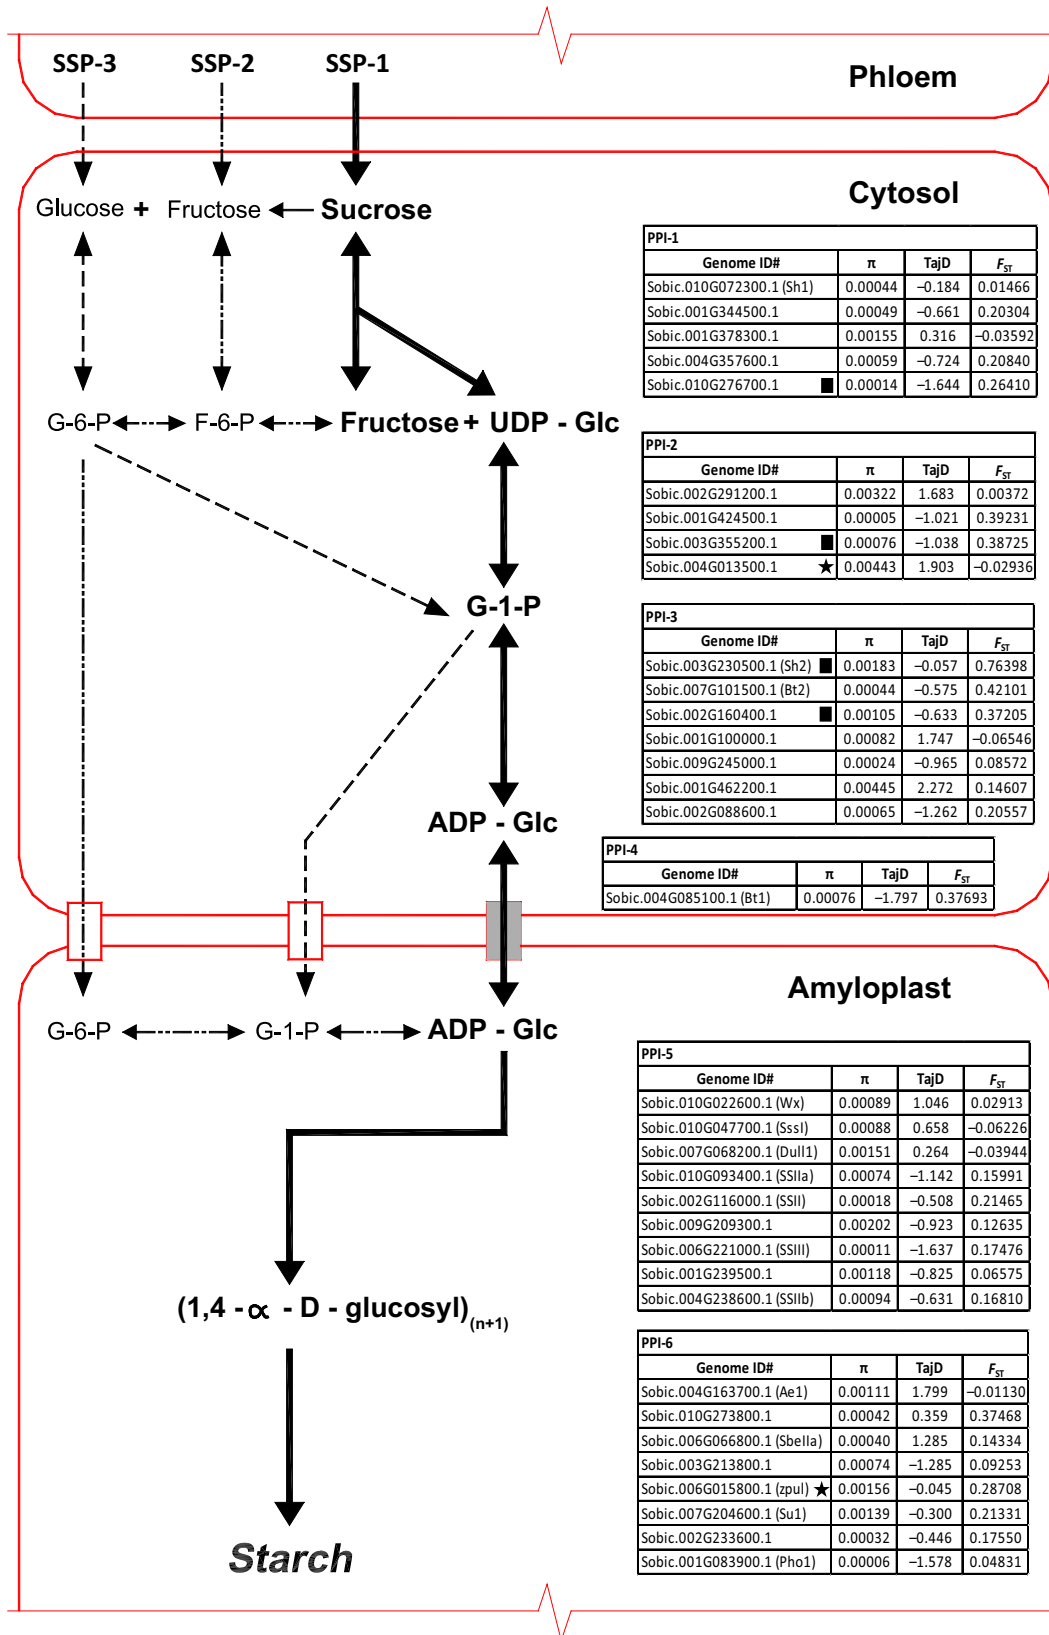 SSP-3 SSP-2 SSP-1
Phloem
Cytosol
Glucose + Fructose Sucrose
PPI-1
Genome ID# π TajD FST
Sobic.010G072300.1 (Sh1) 0.00044 −0.184 0.01466
Sobic.001G344500.1 0.00049 −0.661 0.20304
Sobic.001G378300.1 0.00155 0.316 −0.03592
Sobic.004G357600.1 0.00059 −0.724 0.20840
Sobic.010G276700.1 ■ 0.00014 −1.644 0.26410
G-6-P F-6-P Fructose + UDP - Glc
PPI-2
Genome ID# π TajD FST
Sobic.002G291200.1 0.00322 1.683 0.00372
Sobic.001G424500.1 0.00005 −1.021 0.39231
Sobic.003G355200.1 ■ 0.00076 −1.038 0.38725
Sobic.004G013500.1 ★ 0.00443 1.903 −0.02936
G-1-P
PPI-3
Genome ID# π TajD FST
Sobic.003G230500.1 (Sh2) ■ 0.00183 −0.057 0.76398
Sobic.007G101500.1 (Bt2) 0.00044 −0.575 0.42101
Sobic.002G160400.1 ■ 0.00105 −0.633 0.37205
Sobic.001G100000.1 0.00082 1.747 −0.06546
Sobic.009G245000.1 0.00024 −0.965 0.08572
Sobic.001G462200.1 0.00445 2.272 0.14607
Sobic.002G088600.1 0.00065 −1.262 0.20557
ADP - Glc
PPI-4
Genome ID# π TajD FST
Sobic.004G085100.1 (Bt1) 0.00076 −1.797 0.37693
Amyloplast
G-6-P G-1-P ADP - Glc
PPI-5
Genome ID# π TajD FST
Sobic.010G022600.1 (Wx) 0.00089 1.046 0.02913
Sobic.010G047700.1 (SssI) 0.00088 0.658 −0.06226
Sobic.007G068200.1 (Dull1) 0.00151 0.264 −0.03944
Sobic.010G093400.1 (SSIIa) 0.00074 −1.142 0.15991
Sobic.002G116000.1 (SSII) 0.00018 −0.508 0.21465
Sobic.009G209300.1 0.00202 −0.923 0.12635
Sobic.006G221000.1 (SSIII) 0.00011 −1.637 0.17476
Sobic.001G239500.1 0.00118 −0.825 0.06575
Sobic.004G238600.1 (SSIIb) 0.00094 −0.631 0.16810
(1,4 - α - D - glucosyl)(n+1)
PPI-6
Genome ID# π TajD FST
Sobic.004G163700.1 (Ae1) 0.00111 1.799 −0.01130
Sobic.010G273800.1 0.00042 0.359 0.37468
Sobic.006G066800.1 (SbeIIa) 0.00040 1.285 0.14334
Sobic.003G213800.1 0.00074 −1.285 0.09253
Sobic.006G015800.1 (zpul) ★ 0.00156 −0.045 0.28708
Sobic.007G204600.1 (Su1) 0.00139 −0.300 0.21331
Sobic.002G233600.1 0.00032 −0.446 0.17550
Sobic.001G083900.1 (Pho1) 0.00006 −1.578 0.04831
Starch